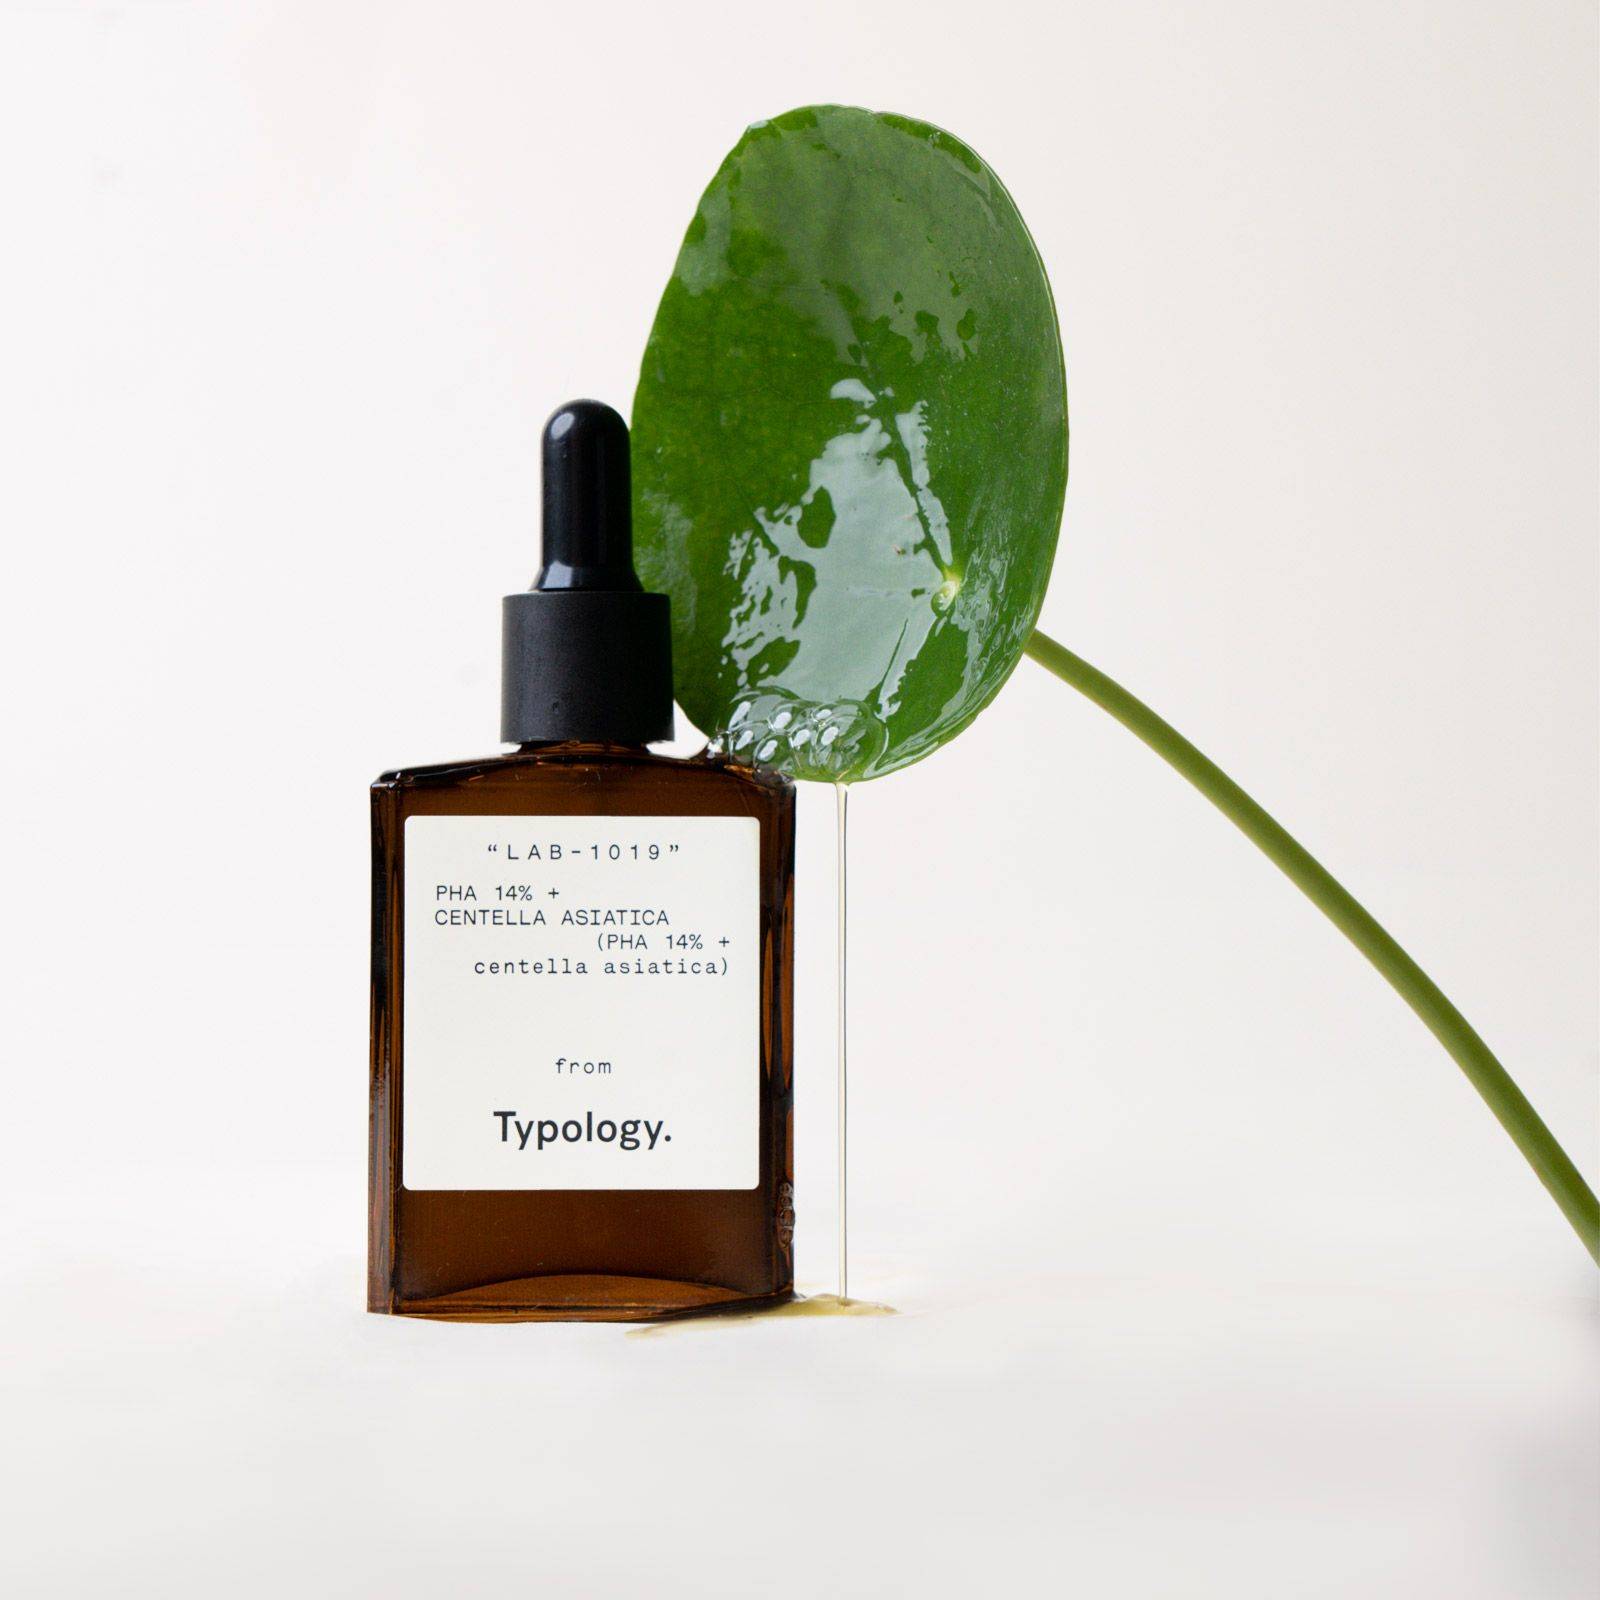 “LAB-1019”
PHA 14% +
CENTELLA ASIATICA
(PHA 14% +
centella asiatica)
from
Typology.